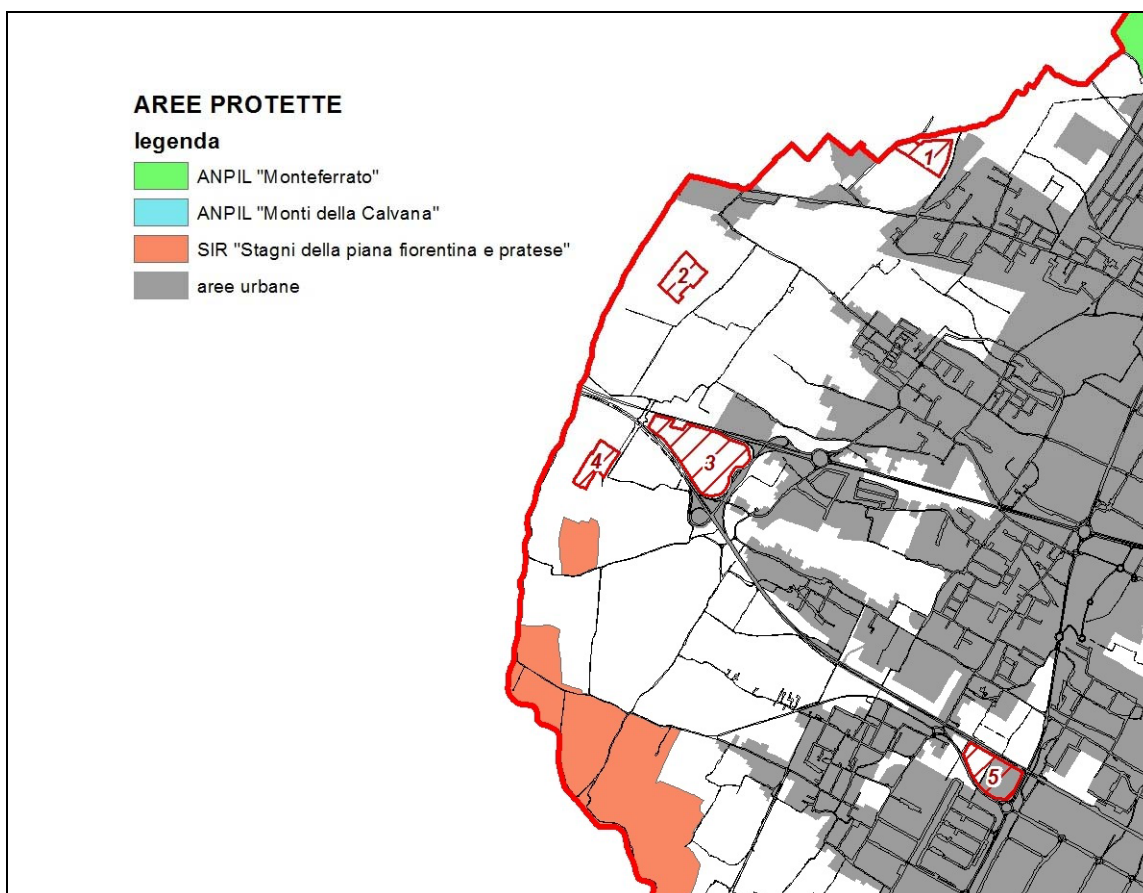 AREE PROTETTE
legenda
ANPIL "Monteferrato"
ANPIL "Monti della Calvana"
SIR "Stagni della piana fiorentina e pratese"
aree urbane
1
2
3
4
5